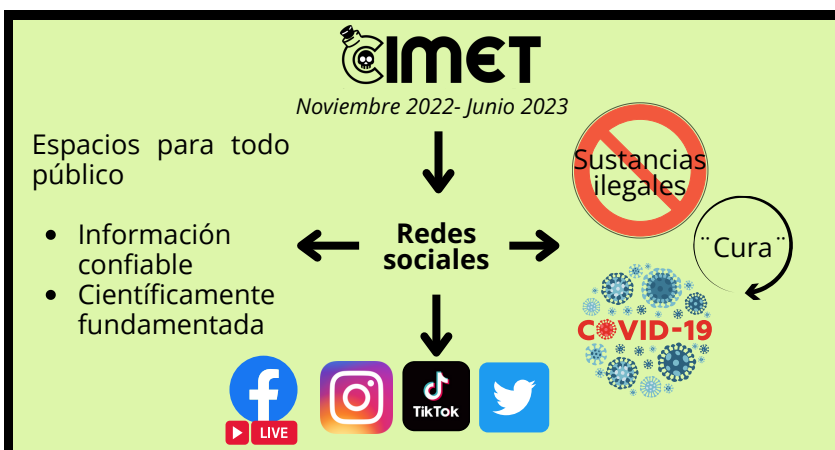 CIMET
Noviembre 2022- Junio 2023
Espacios para todo
público
• Información
confiable
• Científicamente
fundamentada
Redes
sociales
Sustancias
ilegales
¨Cura¨
COVID-19
LIVE
TikTok